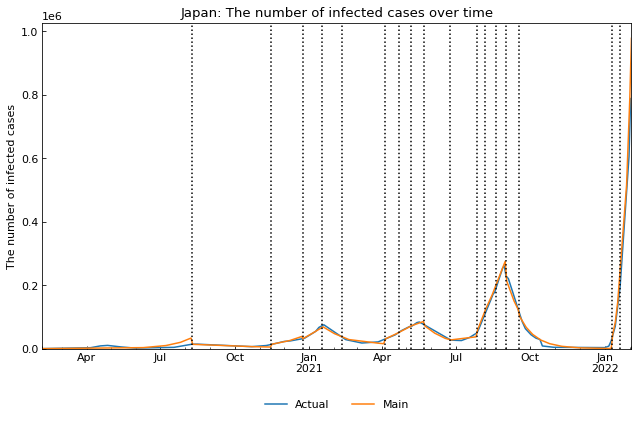 Japan: The number of infected cases over time
1e6
1.0
0.8
0.6
0.4
0.2
0.0
The number of infected cases
Apr Jul Oct Jan Apr Jul Oct Jan
2021 2022
Actual Main